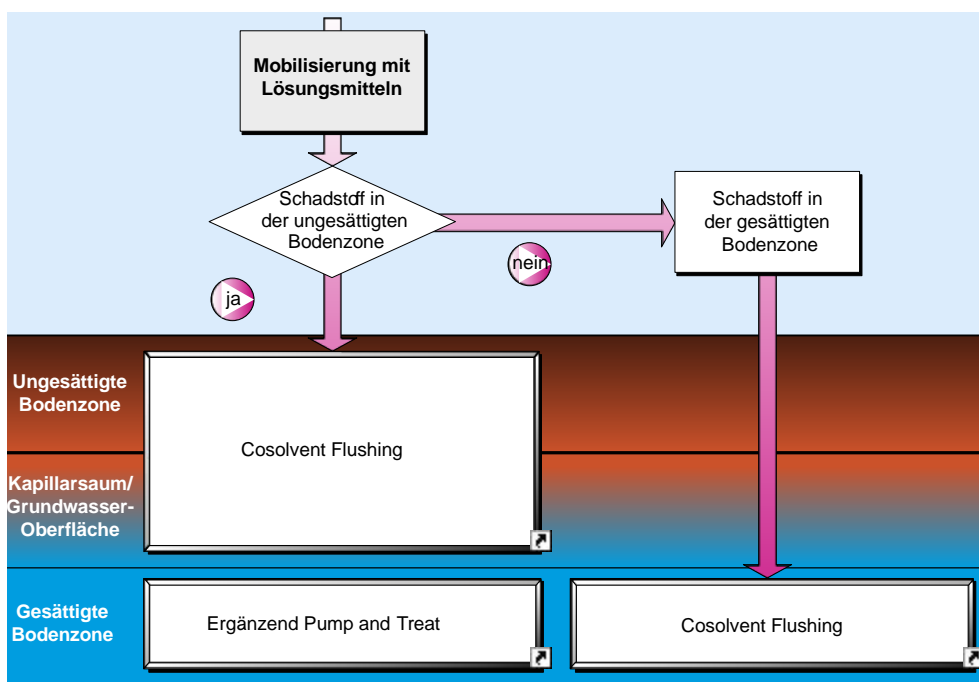 Mobilisierung mit
Lösungsmitteln
Schadstoff in
der ungesättigten
Bodenzone
Schadstoff in
der gesättigten
Bodenzone
nein
ja
Ungesättigte
Bodenzone
Cosolvent Flushing
Kapillarsaum/
Grundwasser-
Oberfläche
Gesättigte
Bodenzone
Ergänzend Pump and Treat
Cosolvent Flushing